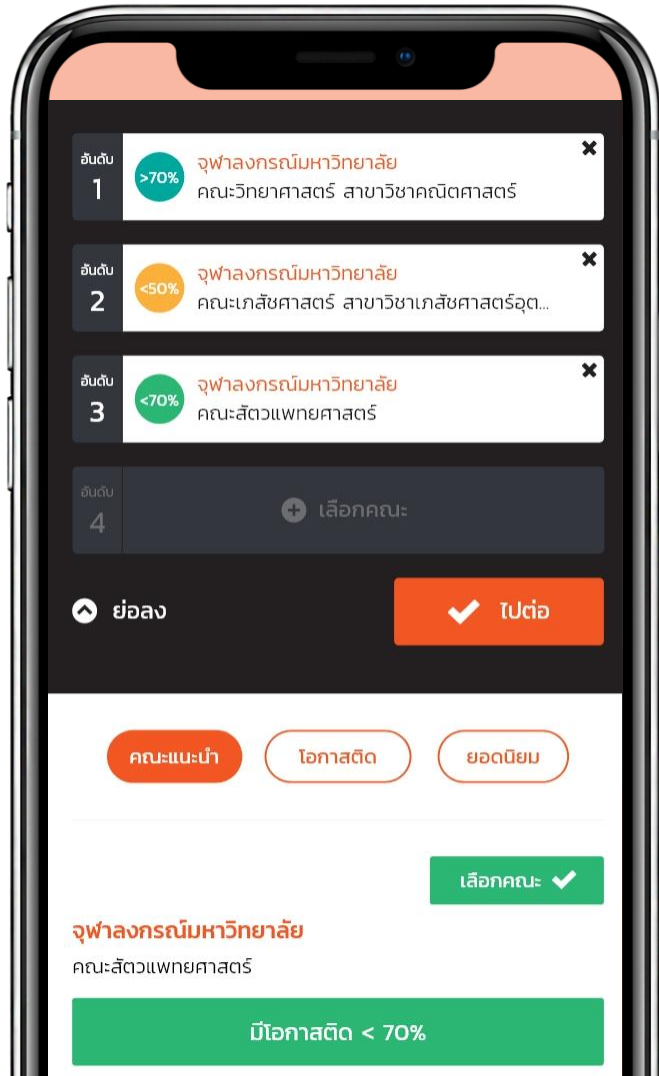 อันดับ
1
>70%
จุฬาลงกรณ์มหาวิทยาลัย
คณะวิทยาศาสตร์ สาขาวิชาคณิตศาสตร์
อันดับ
2
<50%
จุฬาลงกรณ์มหาวิทยาลัย
คณะเภสัชศาสตร์ สาขาวิชาเภสัชศาสตร์อุต...
อันดับ
3
<70%
จุฬาลงกรณ์มหาวิทยาลัย
คณะสัตวแพทยศาสตร์
อันดับ
4
เลือกคณะ
ย่อลง
ไปต่อ
คณะแนะนำ
โอกาสติด
ยอดนิยม
เลือกคณะ
จุฬาลงกรณ์มหาวิทยาลัย
คณะสัตวแพทยศาสตร์
มีโอกาสติด < 70%